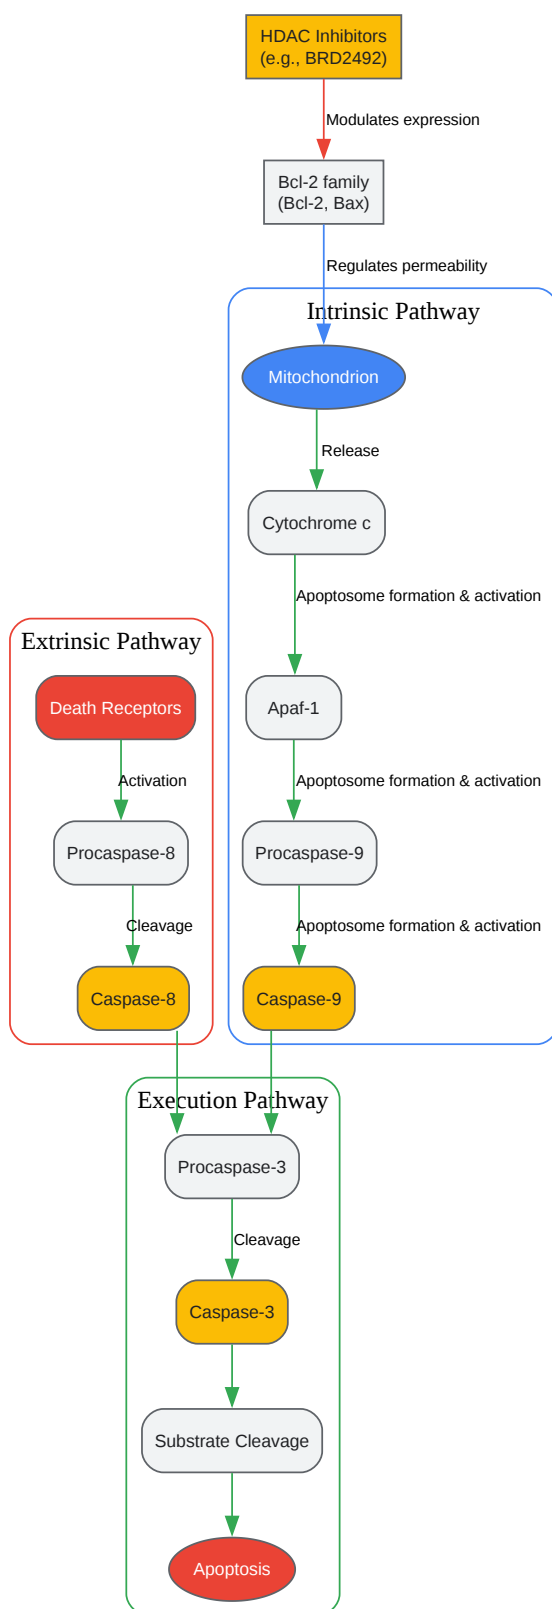 HDAC Inhibitors
(e.g., BRD2492)
Modulates expression
Bcl-2 family
(Bcl-2, Bax)
Regulates permeability
Intrinsic Pathway
Mitochondrion
Release
Cytochrome c
Apoptosome formation & activation
Extrinsic Pathway
Death Receptors
Apaf-1
Activation
Apoptosome formation & activation
Procaspase-8
Procaspase-9
Cleavage
Apoptosome formation & activation
Caspase-8
Caspase-9
Execution Pathway
Procaspase-3
Cleavage
Caspase-3
Substrate Cleavage
Apoptosis